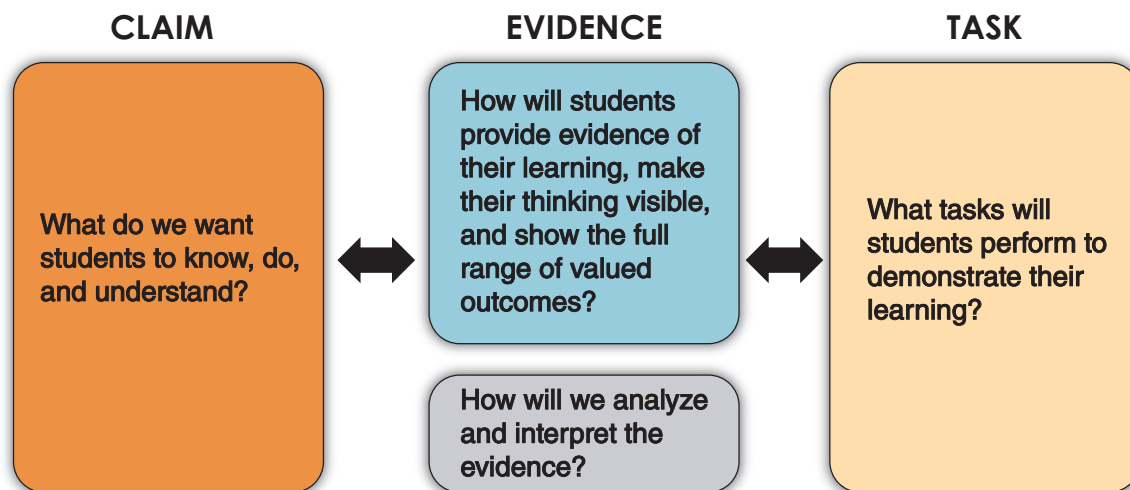 CLAIM
What do we want
students to know, do,
and understand?
EVIDENCE
How will students
provide evidence of
their learning, make
their thinking visible,
and show the full
range of valued
outcomes?
How will we analyze
and interpret the
evidence?
TASK
What tasks will
students perform to
demonstrate their
learning?